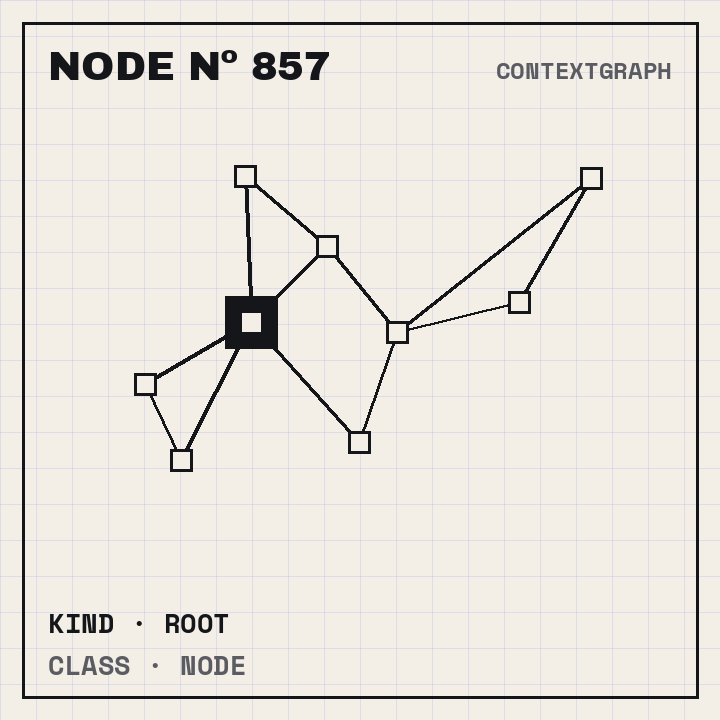 NODE Nº 857
CONTEXTGRAPH
KIND · ROOT
CLASS · NODE